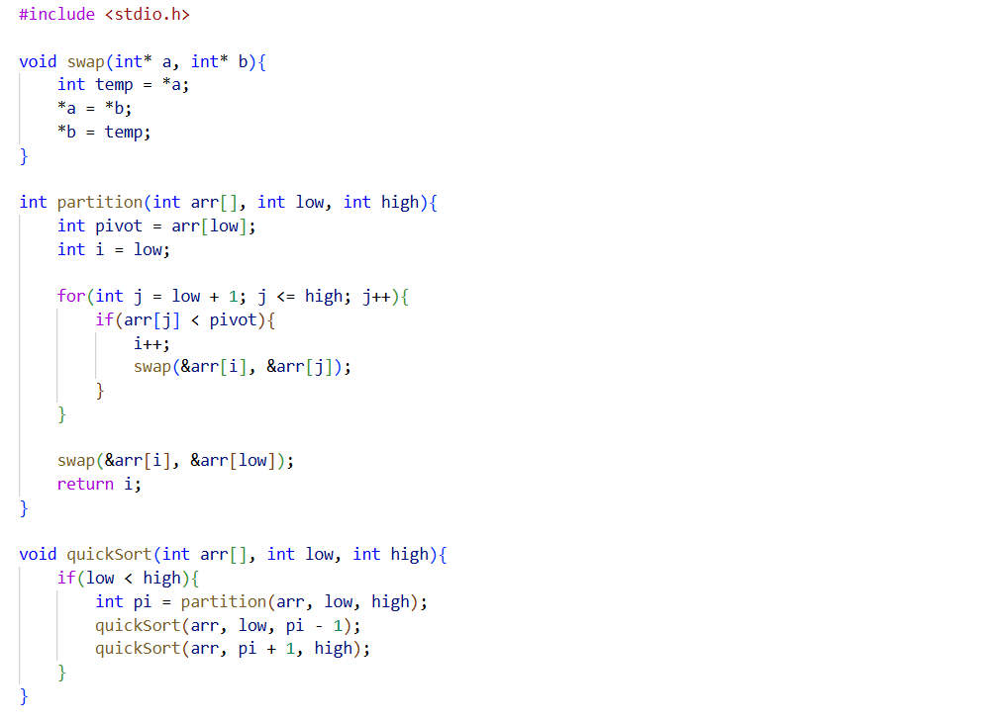 #include <stdio.h>

void swap(int* a, int* b){
    int temp = *a;
    *a = *b;
    *b = temp;
}

int partition(int arr[], int low, int high){
    int pivot = arr[low];
    int i = low;

    for(int j = low + 1; j <= high; j++){
        if(arr[j] < pivot){
            i++;
            swap(&arr[i], &arr[j]);
        }
    }

    swap(&arr[i], &arr[low]);
    return i;
}

void quickSort(int arr[], int low, int high){
    if(low < high){
        int pi = partition(arr, low, high);
        quickSort(arr, low, pi - 1);
        quickSort(arr, pi + 1, high);
    }
}